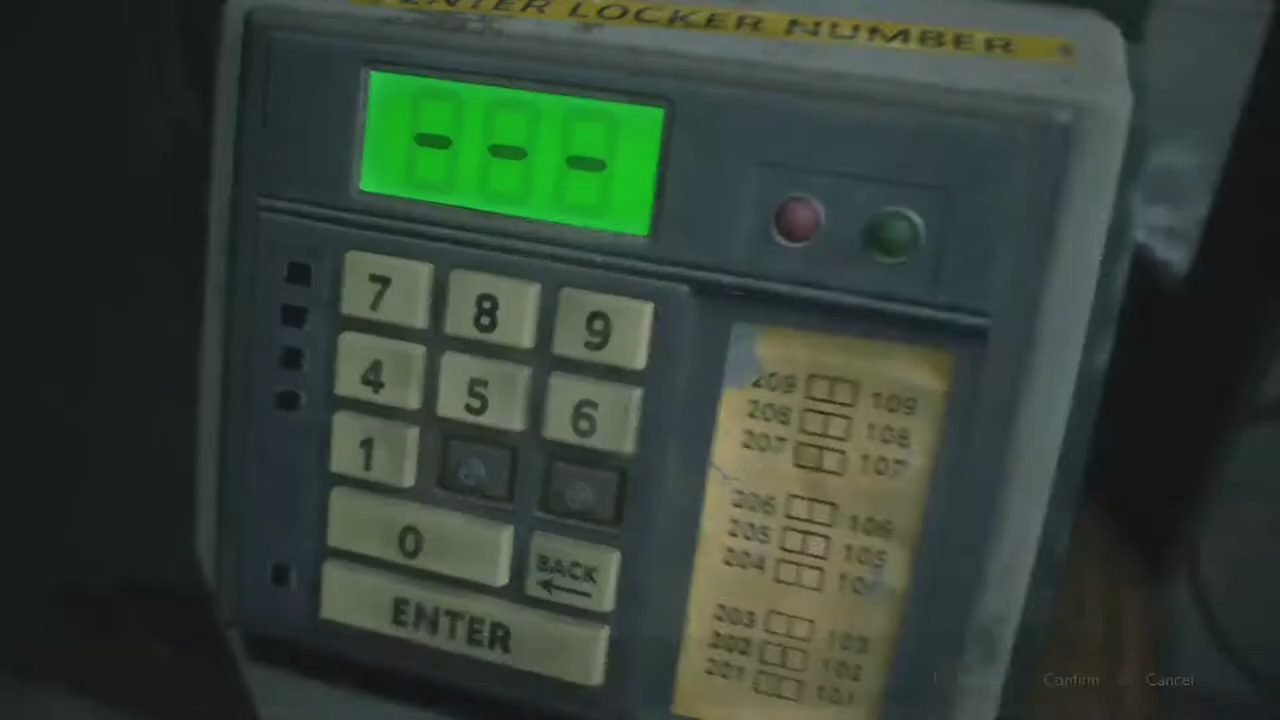 ENTER LOCKER NUMBER
- - -
7 8 9
4 5 6
1
0 BACK
ENTER
209 109
208 108
207 107
206 106
205 105
204
203 103
202 102
201 101
Confirm Cancel